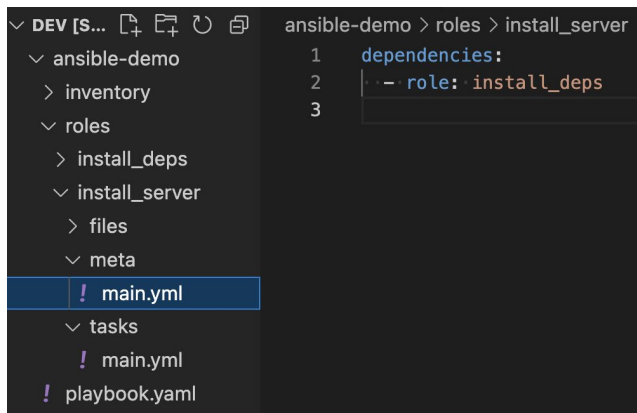 DEV [S...
ansible-demo
inventory
roles
install_deps
install_server
files
meta
! main.yml
tasks
! main.yml
! playbook.yaml
ansible-demo > roles > install_server
1 dependencies:
2 - role: install_deps
3